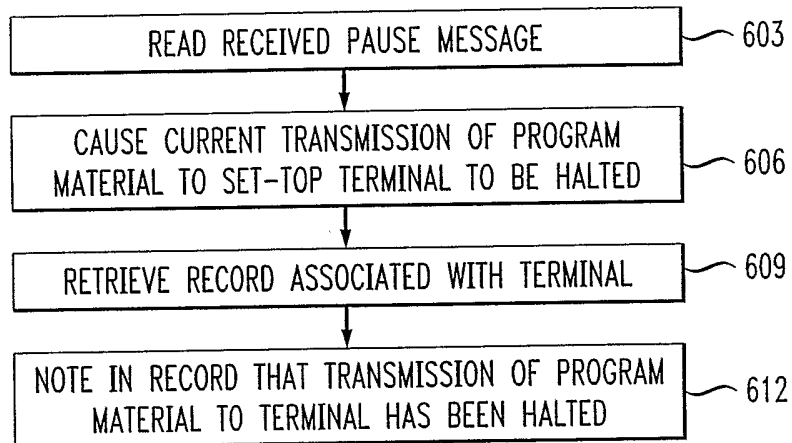 READ RECEIVED PAUSE MESSAGE
603
CAUSE CURRENT TRANSMISSION OF PROGRAM
MATERIAL TO SET-TOP TERMINAL TO BE HALTED
606
RETRIEVE RECORD ASSOCIATED WITH TERMINAL
609
NOTE IN RECORD THAT TRANSMISSION OF PROGRAM
MATERIAL TO TERMINAL HAS BEEN HALTED
612